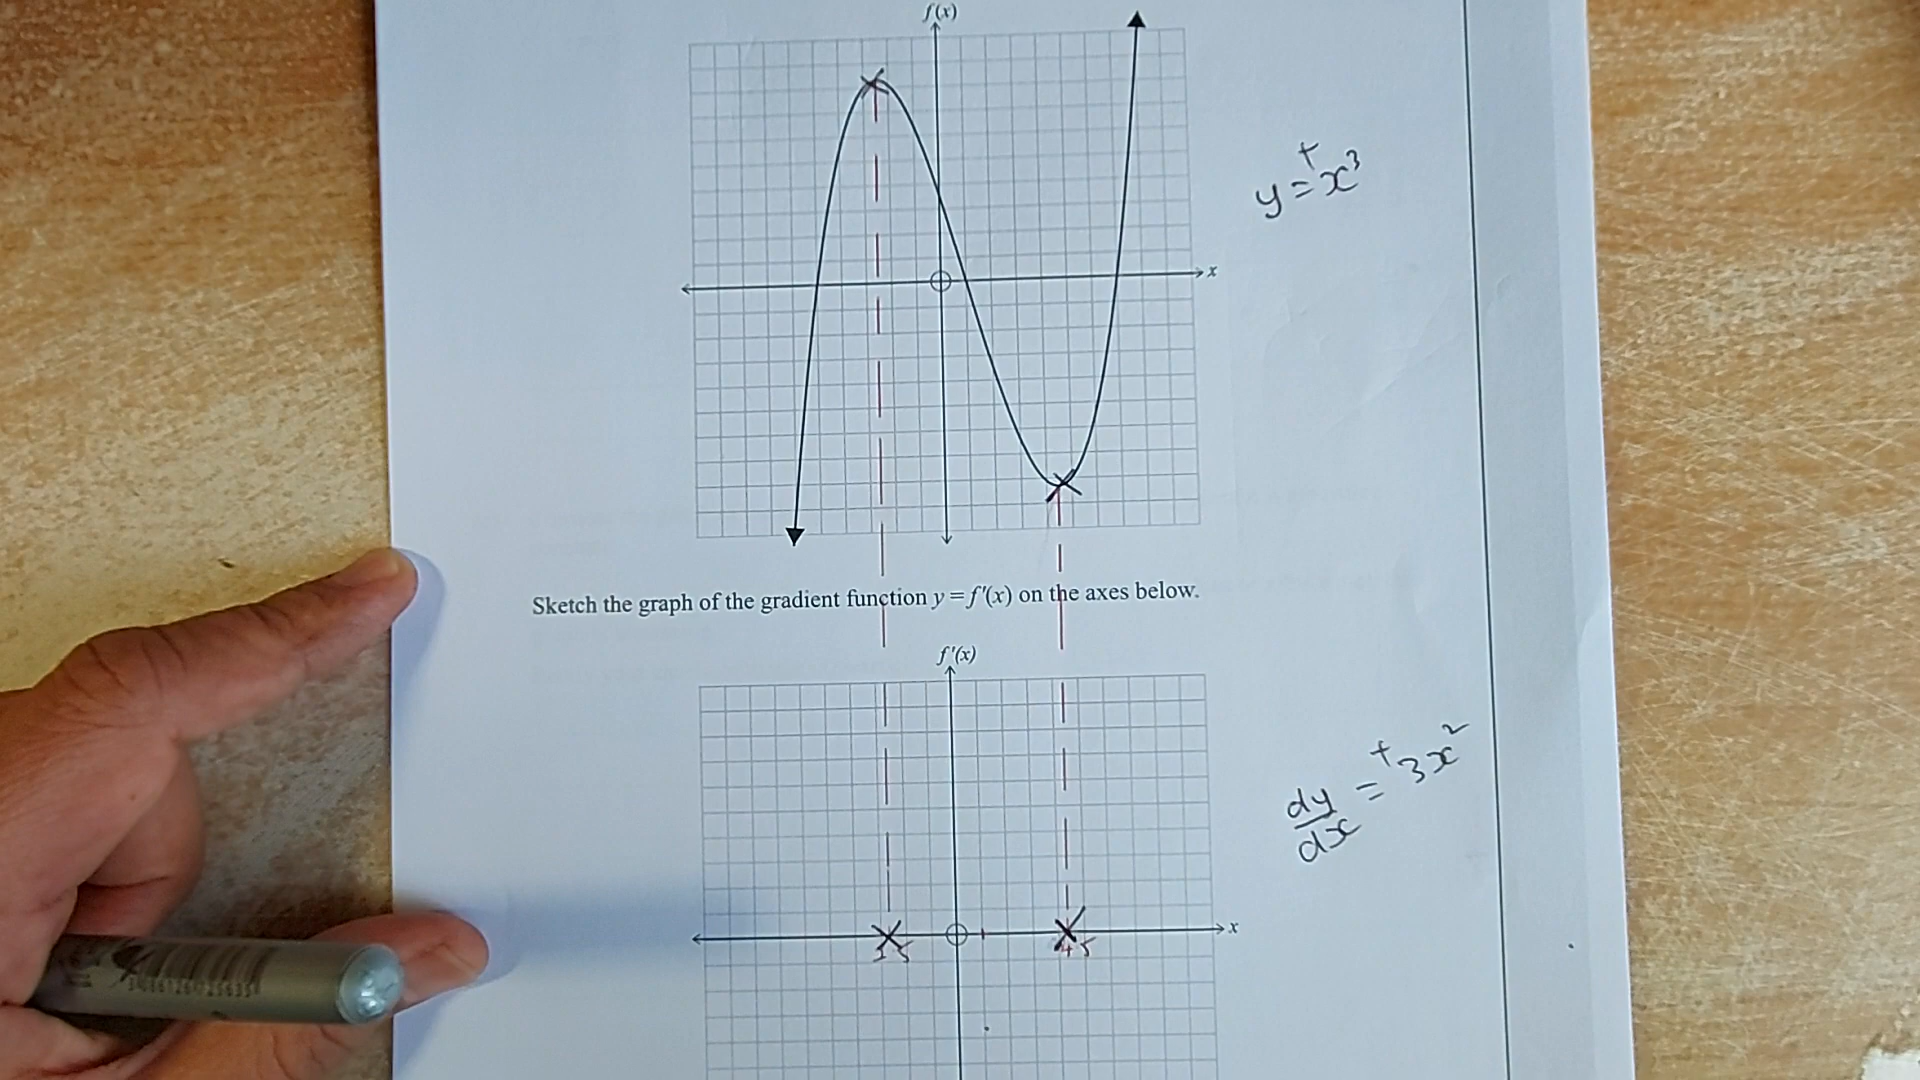 f(x)
y = +x³
x
Sketch the graph of the gradient function y = f'(x) on the axes below.
f'(x)
dy/dx = +3x²
x